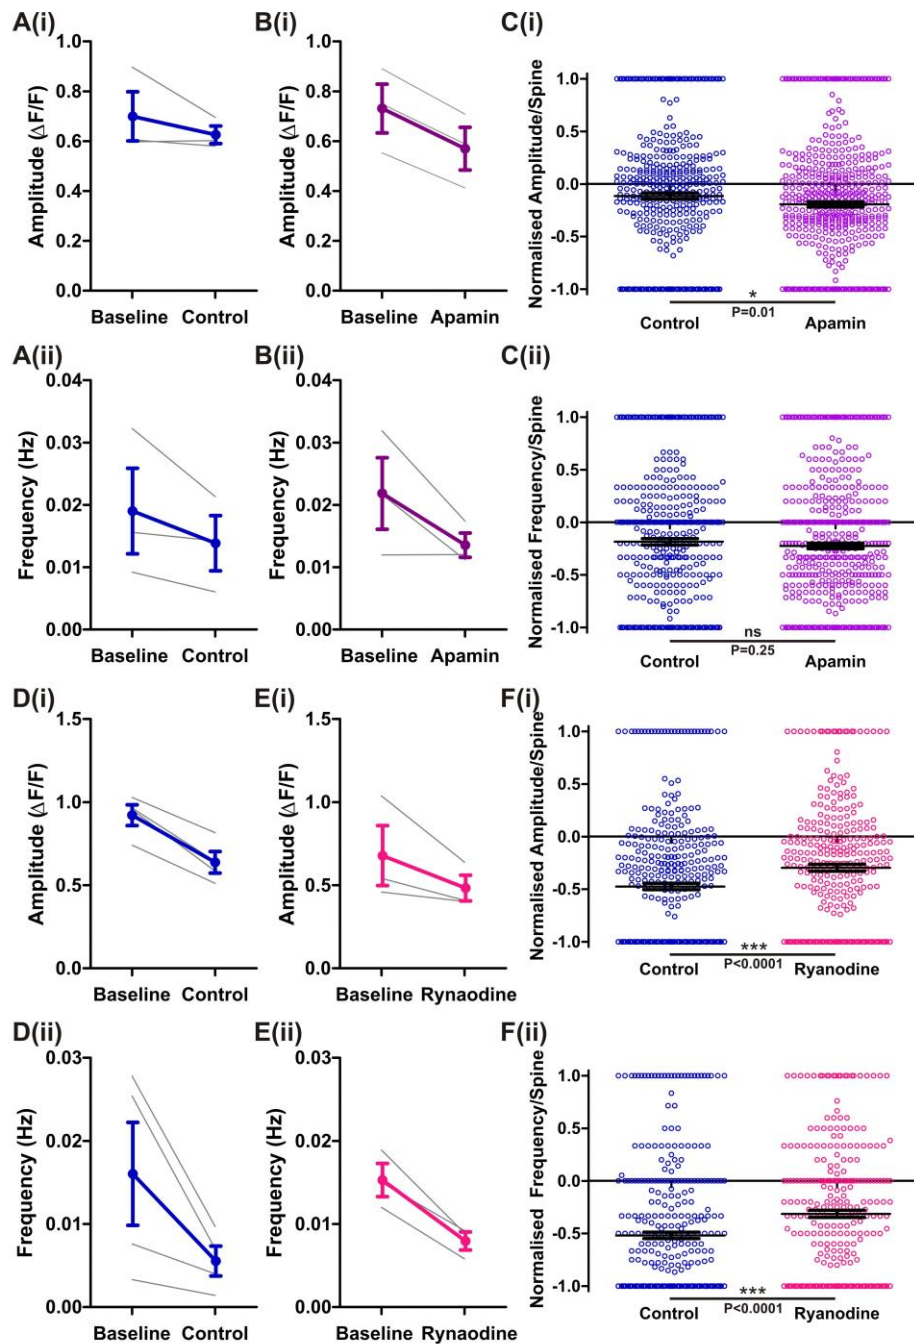 A(i)
Amplitude (ΔF/F)
1.0
0.8
0.6
0.4
0.2
0.0
Baseline Control
B(i)
Amplitude (ΔF/F)
1.0
0.8
0.6
0.4
0.2
0.0
Baseline Apamin
C(i)
Normalised Amplitude/Spine
1.0
0.5
0.0
-0.5
-1.0
*
P=0.01
Control Apamin
A(ii)
Frequency (Hz)
0.04
0.03
0.02
0.01
0.00
Baseline Control
B(ii)
Frequency (Hz)
0.04
0.03
0.02
0.01
0.00
Baseline Apamin
C(ii)
Normalised Frequency/Spine
1.0
0.5
0.0
-0.5
-1.0
ns
P=0.25
Control Apamin
D(i)
Amplitude (ΔF/F)
1.5
1.0
0.5
0.0
Baseline Control
E(i)
Amplitude (ΔF/F)
1.5
1.0
0.5
0.0
Baseline Rynaodine
F(i)
Normalised Amplitude/Spine
1.0
0.5
0.0
-0.5
-1.0
***
P<0.0001
Control Ryanodine
D(ii)
Frequency (Hz)
0.03
0.02
0.01
0.00
Baseline Control
E(ii)
Frequency (Hz)
0.03
0.02
0.01
0.00
Baseline Rynaodine
F(ii)
Normalised Frequency/Spine
1.0
0.5
0.0
-0.5
-1.0
***
P<0.0001
Control Ryanodine